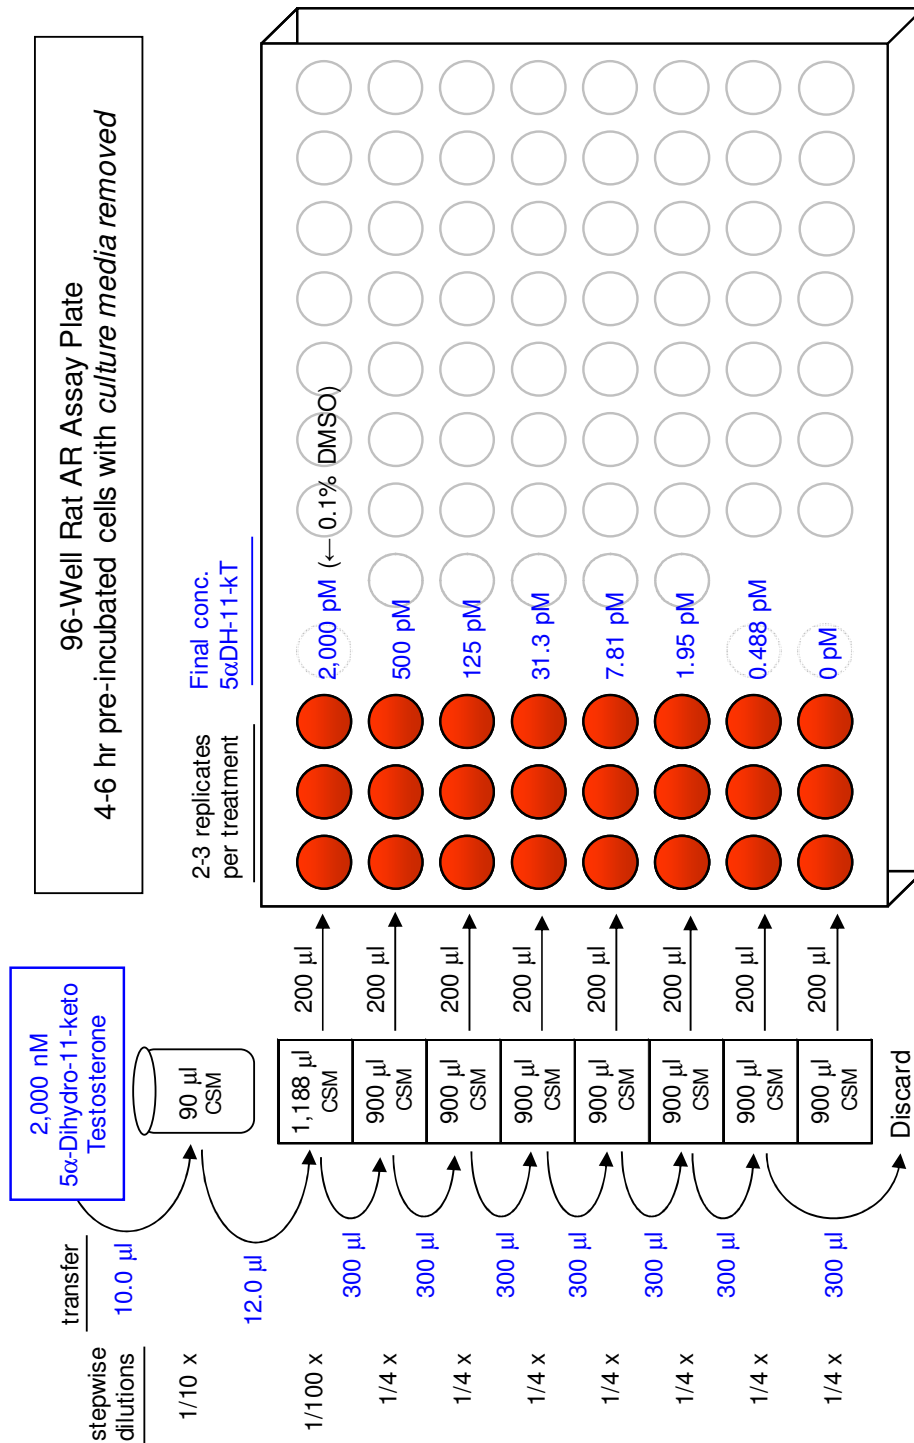 96-Well Rat AR Assay Plate
4-6 hr pre-incubated cells with culture media removed
2,000 nM
5α-Dihydro-11-keto
Testosterone
stepwise
dilutions
transfer
2-3 replicates
per treatment
Final conc.
5αDH-11-kT
1/10 x
10.0 µl
90 µl
CSM
1/100 x
12.0 µl
1,188 µl
CSM
200 µl
2,000 pM (← 0.1% DMSO)
1/4 x
300 µl
900 µl
CSM
200 µl
500 pM
1/4 x
300 µl
900 µl
CSM
200 µl
125 pM
1/4 x
300 µl
900 µl
CSM
200 µl
31.3 pM
1/4 x
300 µl
900 µl
CSM
200 µl
7.81 pM
1/4 x
300 µl
900 µl
CSM
200 µl
1.95 pM
1/4 x
300 µl
900 µl
CSM
200 µl
0.488 pM
1/4 x
300 µl
900 µl
CSM
200 µl
0 pM
Discard